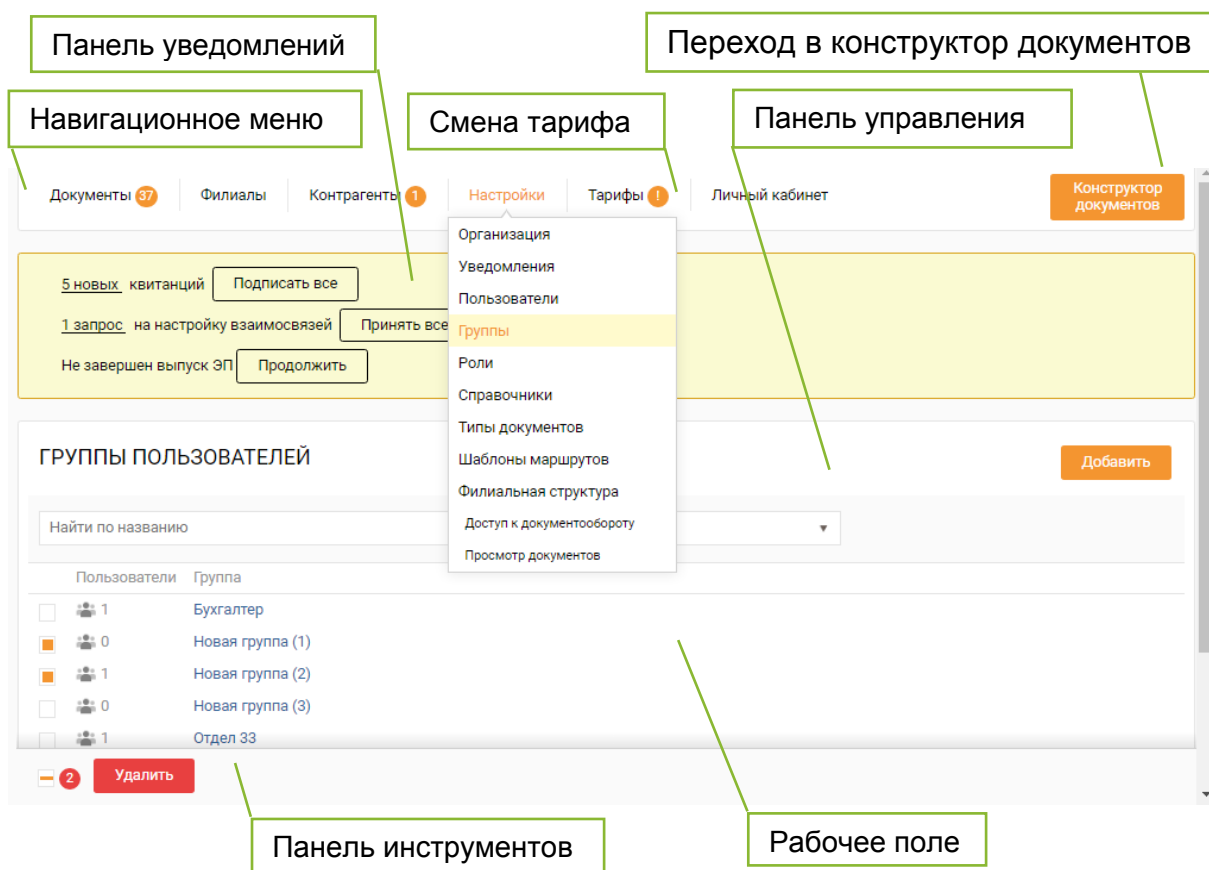 Панель уведомлений
Переход в конструктор документов
Навигационное меню
Смена тарифа
Панель управления
Документы 37
Филиалы
Контрагенты 1
Настройки
Тарифы !
Личный кабинет
Конструктор
документов
Организация
Уведомления
Пользователи
Группы
Роли
Справочники
Типы документов
Шаблоны маршрутов
Филиальная структура
Доступ к документообороту
Просмотр документов
5 новых квитанций Подписать все
1 запрос на настройку взаимосвязей Принять все
Не завершен выпуск ЭП Продолжить
ГРУППЫ ПОЛЬЗОВАТЕЛЕЙ
Добавить
Найти по названию
Пользователи Группа
1 Бухгалтер
0 Новая группа (1)
1 Новая группа (2)
0 Новая группа (3)
1 Отдел 33
2 Удалить
Панель инструментов
Рабочее поле